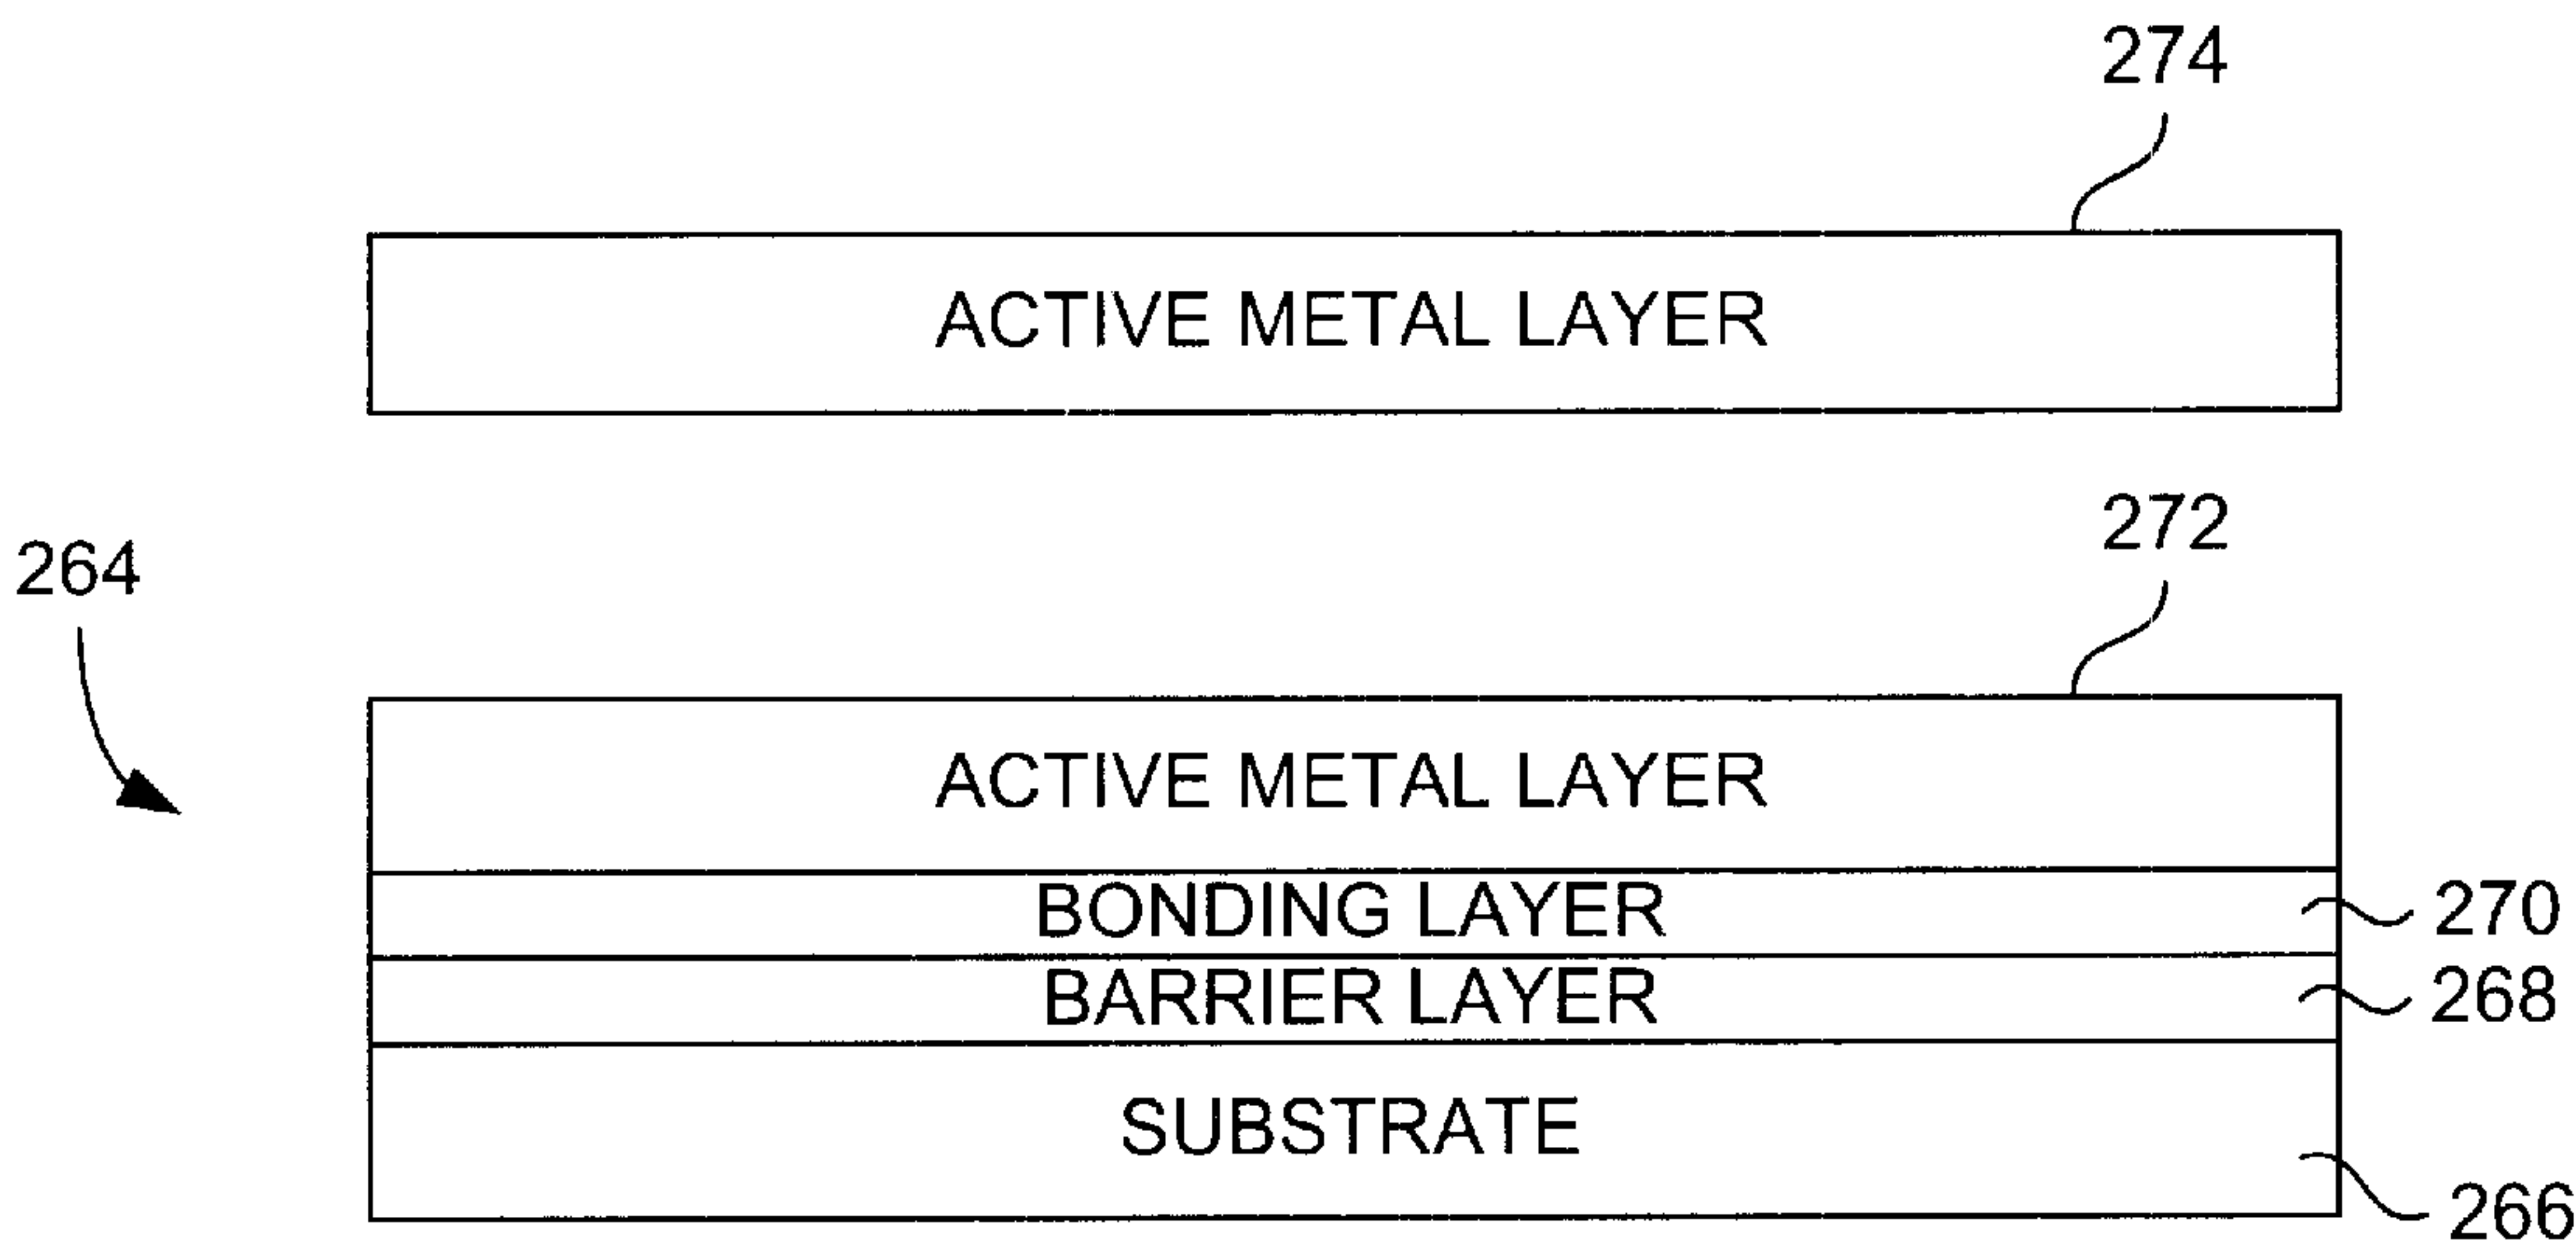 274
ACTIVE METAL LAYER
272
264
ACTIVE METAL LAYER
BONDING LAYER
270
BARRIER LAYER
268
SUBSTRATE
266